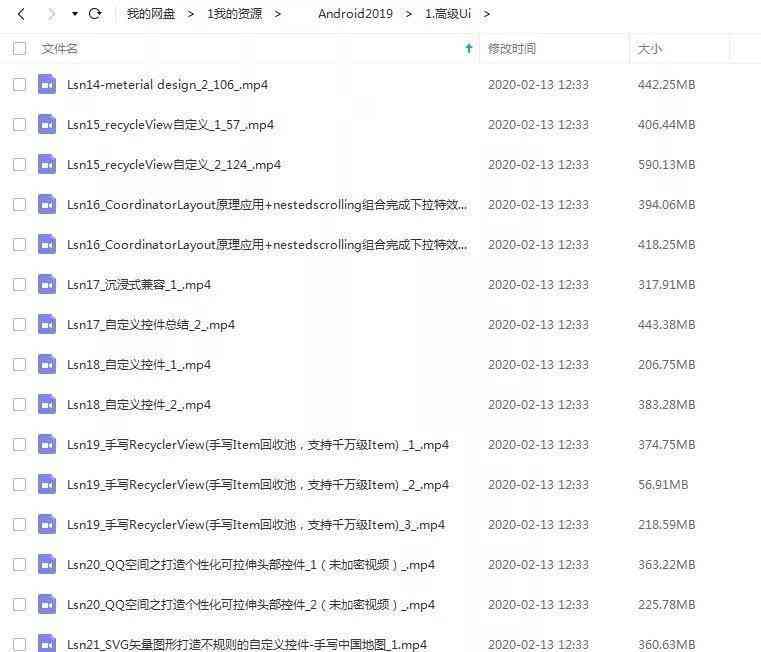 我的网盘 > 1我的资源 > Android2019 > 1.高级Ui >
文件名 修改时间 大小
Lsn14-meterial design_2_106_.mp4 2020-02-13 12:33 442.25MB
Lsn15_recycleView自定义_1_57_.mp4 2020-02-13 12:33 406.44MB
Lsn15_recycleView自定义_2_124_.mp4 2020-02-13 12:33 590.13MB
Lsn16_CoordinatorLayout原理应用+nestedscrolling组合完成下拉特效... 2020-02-13 12:33 394.06MB
Lsn16_CoordinatorLayout原理应用+nestedscrolling组合完成下拉特效... 2020-02-13 12:33 418.25MB
Lsn17_沉浸式兼容_1_.mp4 2020-02-13 12:33 317.91MB
Lsn17_自定义控件总结_2_.mp4 2020-02-13 12:33 443.38MB
Lsn18_自定义控件_1_.mp4 2020-02-13 12:33 206.75MB
Lsn18_自定义控件_2_.mp4 2020-02-13 12:33 383.28MB
Lsn19_手写RecyclerView(手写Item回收池，支持千万级Item) _1_.mp4 2020-02-13 12:33 374.75MB
Lsn19_手写RecyclerView(手写Item回收池，支持千万级Item) _2_.mp4 2020-02-13 12:33 56.91MB
Lsn19_手写RecyclerView(手写Item回收池，支持千万级Item)_3_.mp4 2020-02-13 12:33 218.59MB
Lsn20_QQ空间之打造个性化可拉伸头部控件_1（未加密视频）_.mp4 2020-02-13 12:33 363.22MB
Lsn20_QQ空间之打造个性化可拉伸头部控件_2（未加密视频）_.mp4 2020-02-13 12:33 225.78MB
Lsn21_SVG矢量图形打造不规则的自定义控件-手写中国地图_1.mp4 2020-02-13 12:33 360.63MB